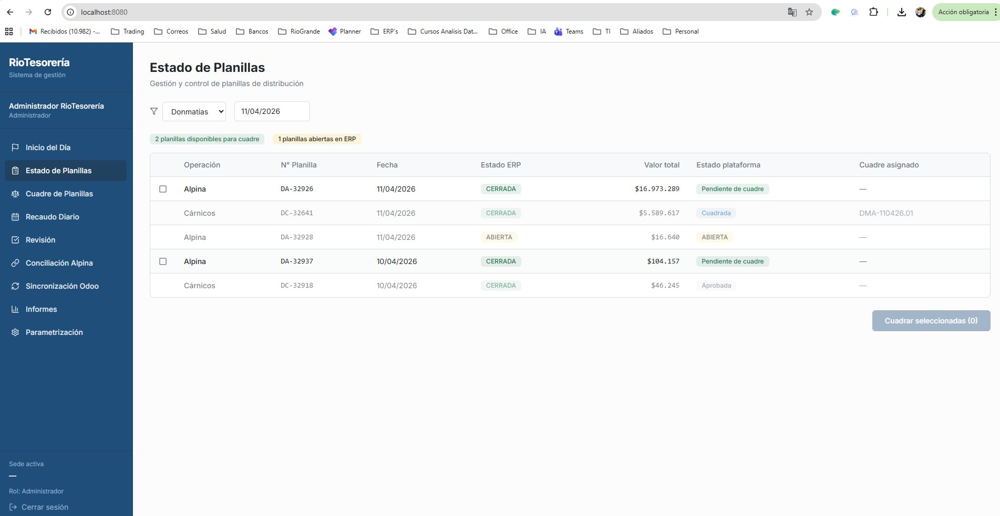 localhost:8080
Acción obligatoria
Recibidos (10.982) -...
Trading
Correos
Salud
Bancos
RioGrande
Planner
ERP´s
Cursos Analisis Dat...
Office
IA
Teams
TI
Aliados
Personal
RioTesorería
Sistema de gestión
Administrador RioTesorería
Administrador
Inicio del Día
Estado de Planillas
Cuadre de Planillas
Recaudo Diario
Revisión
Conciliación Alpina
Sincronización Odoo
Informes
Parametrización
Sede activa
—
Rol: Administrador
Cerrar sesión
Estado de Planillas
Gestión y control de planillas de distribución
Donmatías
11/04/2026
2 planillas disponibles para cuadre 1 planillas abiertas en ERP
Operación N° Planilla Fecha Estado ERP Valor total Estado plataforma Cuadre asignado
Alpina DA-32926 11/04/2026 CERRADA $16.973.289 Pendiente de cuadre —
Cárnicos DC-32641 11/04/2026 CERRADA $5.589.617 Cuadrada DMA-110426.01
Alpina DA-32928 11/04/2026 ABIERTA $16.640 ABIERTA —
Alpina DA-32937 10/04/2026 CERRADA $104.157 Pendiente de cuadre —
Cárnicos DC-32918 10/04/2026 CERRADA $46.245 Aprobada —
Cuadrar seleccionadas (0)